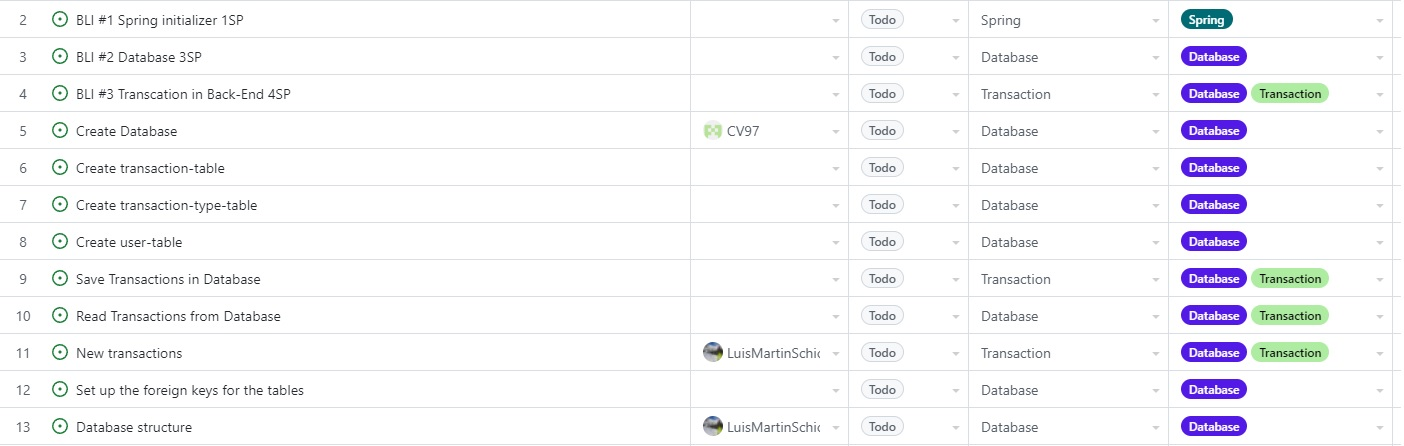 2 BLI #1 Spring initializer 1SP Todo Spring Spring
3 BLI #2 Database 3SP Todo Database Database
4 BLI #3 Transcation in Back-End 4SP Todo Transaction Database Transaction
5 Create Database CV97 Todo Database Database
6 Create transaction-table Todo Database Database
7 Create transaction-type-table Todo Database Database
8 Create user-table Todo Database Database
9 Save Transactions in Database Todo Transaction Database Transaction
10 Read Transactions from Database Todo Database Database Transaction
11 New transactions LuisMartinSchic Todo Transaction Database Transaction
12 Set up the foreign keys for the tables Todo Database Database
13 Database structure LuisMartinSchic Todo Database Database